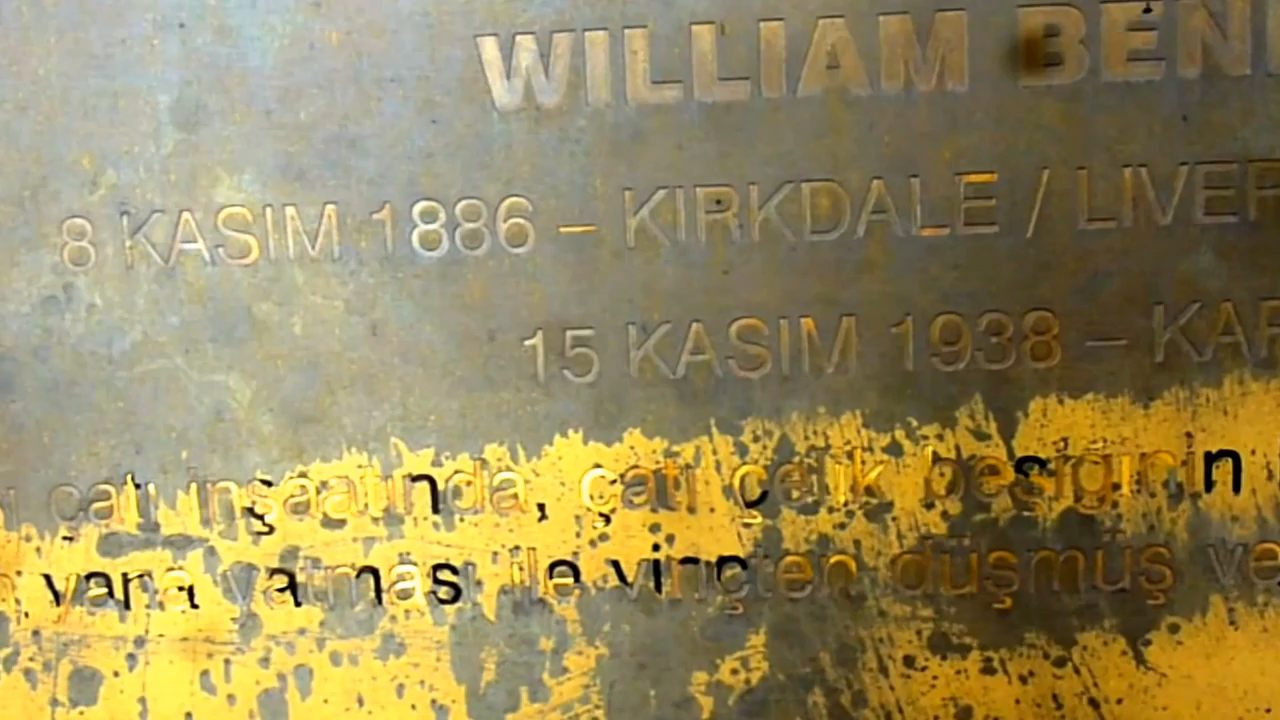 WILLIAM BEN
8 KASIM 1886 – KIRKDALE / LIVER
15 KASIM 1938 – KAR
çatı inşaatında, çatı çelik beşiğinin
yana yatması ile vinçten düşmüş ve